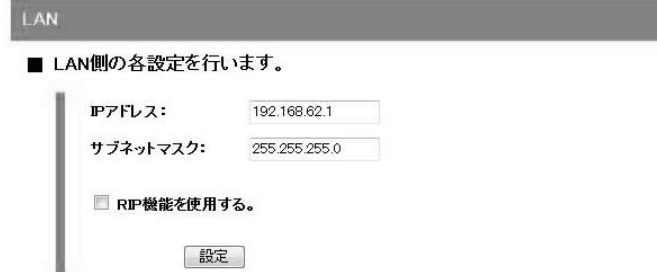 LAN
■ LAN側の各設定を行います。
IPアドレス： 192.168.62.1
サブネットマスク： 255.255.255.0
RIP機能を使用する。
設定